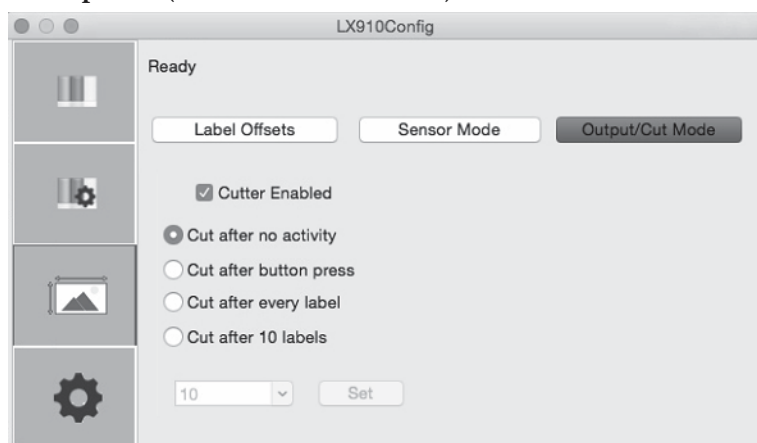 LX910Config
Ready
Label Offsets Sensor Mode Output/Cut Mode
Cutter Enabled
Cut after no activity
Cut after button press
Cut after every label
Cut after 10 labels
10 Set